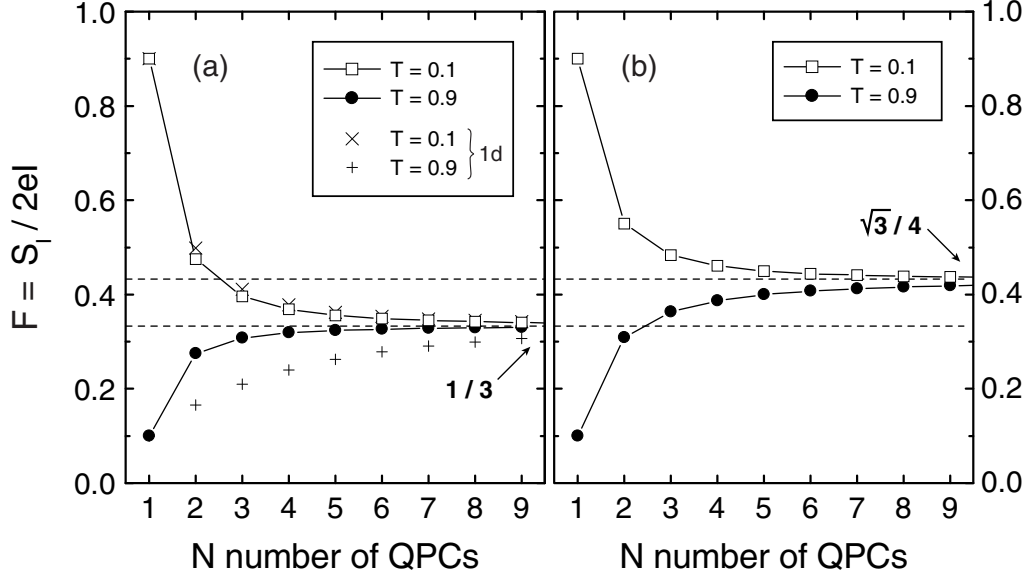 F = S_I / 2eI
1.0
0.8
0.6
0.4
0.2
0.0
(a)
T = 0.1
T = 0.9
T = 0.1
T = 0.9
1d
1 / 3
1 2 3 4 5 6 7 8 9
N number of QPCs
(b)
T = 0.1
T = 0.9
√3 / 4
1 2 3 4 5 6 7 8 9
N number of QPCs
1.0
0.8
0.6
0.4
0.2
0.0